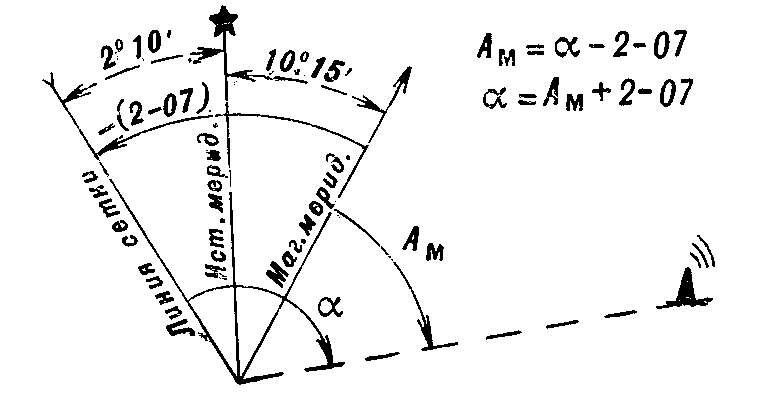 2°10'
10°15'
Aм = α − 2-07
α = Aм + 2-07
-(2-07)
Линия сетки
Ист. мерид.
Маг. мерид.
Aм
α